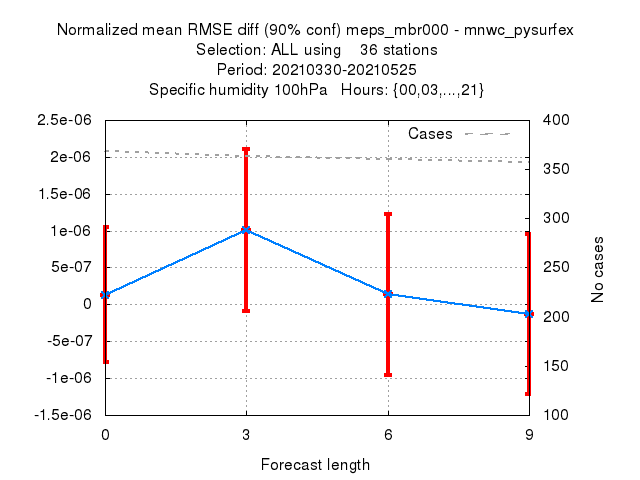 Normalized mean RMSE diff (90% conf) meps_mbr000 - mnwc_pysurfex
Selection: ALL using 36 stations
Period: 20210330-20210525
Specific humidity 100hPa Hours: {00,03,...,21}
2.5e-06
2e-06
1.5e-06
1e-06
5e-07
0
-5e-07
-1e-06
-1.5e-06
Cases
400
350
300
250
200
150
100
No cases
0 3 6 9
Forecast length